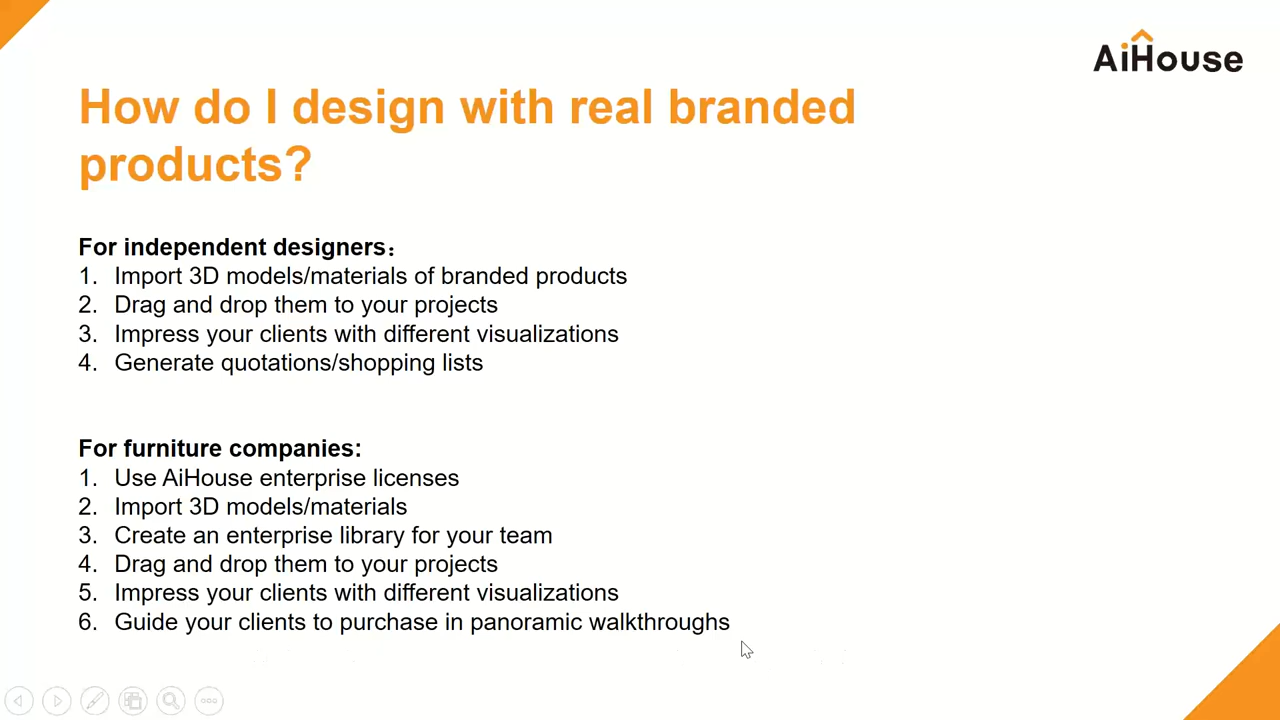 AiHouse
How do I design with real branded
products?
For independent designers：
1. Import 3D models/materials of branded products
2. Drag and drop them to your projects
3. Impress your clients with different visualizations
4. Generate quotations/shopping lists
For furniture companies:
1. Use AiHouse enterprise licenses
2. Import 3D models/materials
3. Create an enterprise library for your team
4. Drag and drop them to your projects
5. Impress your clients with different visualizations
6. Guide your clients to purchase in panoramic walkthroughs